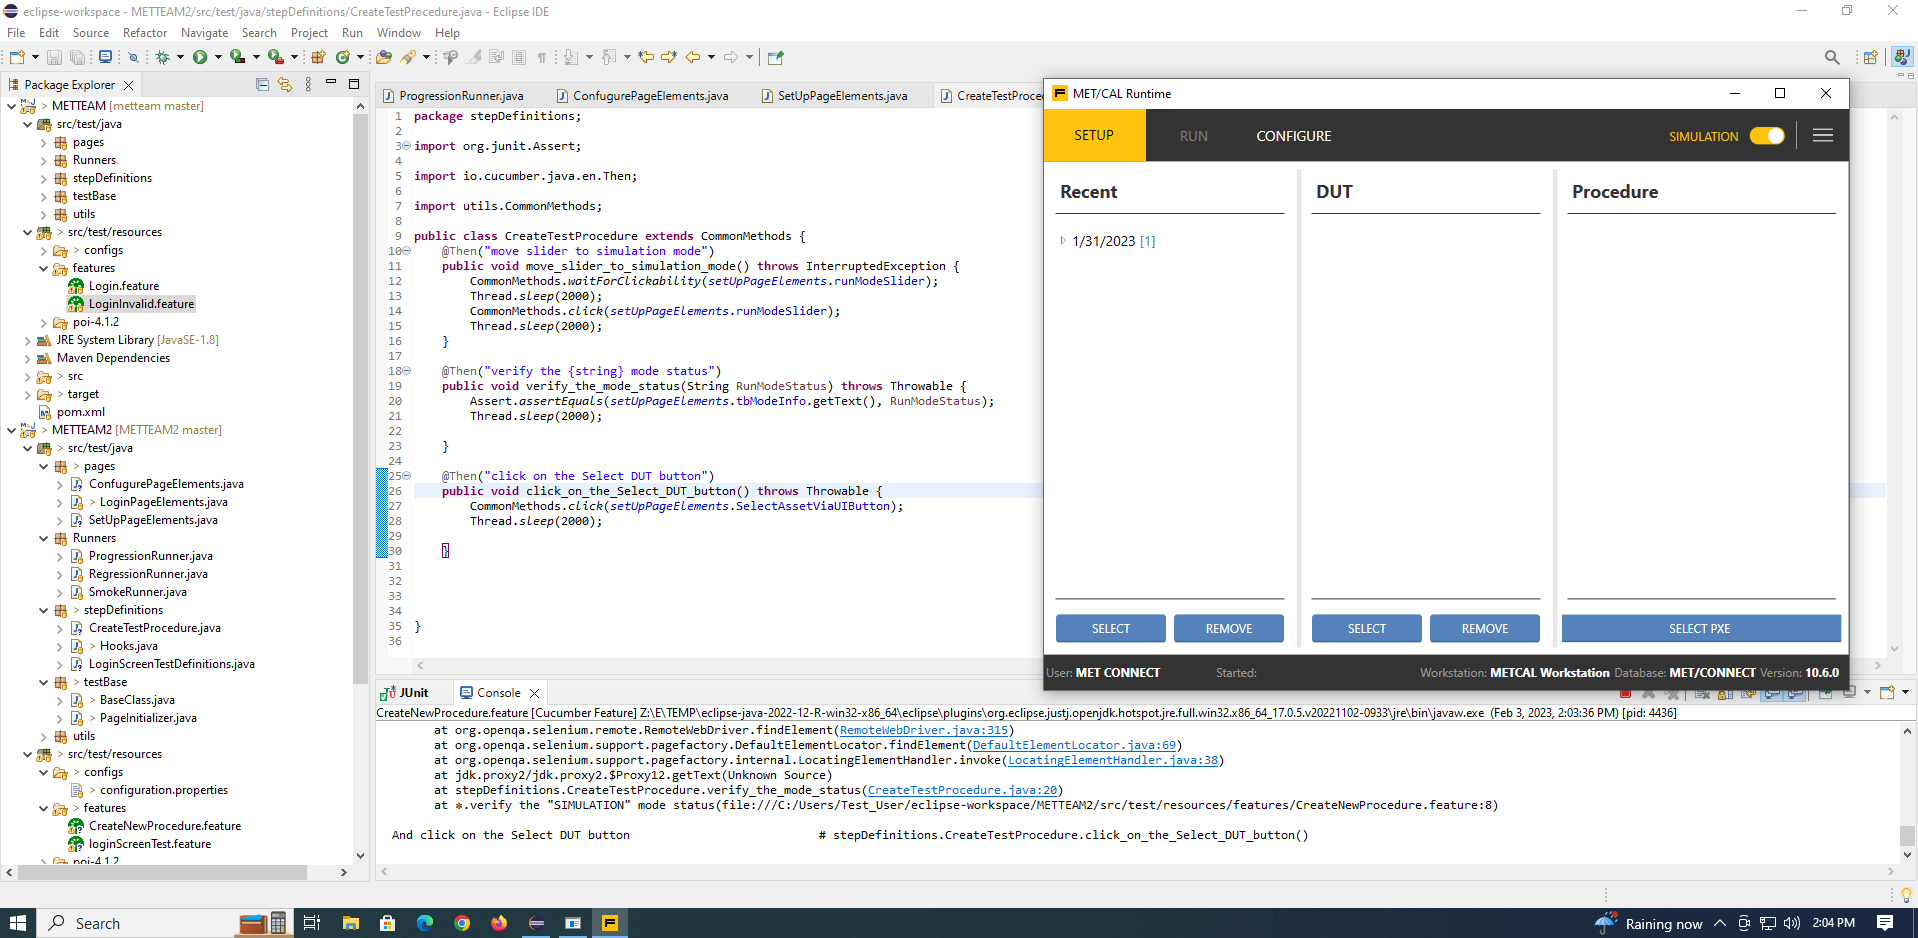 eclipse-workspace - METTEAM2/src/test/java/stepDefinitions/CreateTestProcedure.java - Eclipse IDE
File Edit Source Refactor Navigate Search Project Run Window Help
Package Explorer
METTEAM [metteam master]
src/test/java
pages
Runners
stepDefinitions
testBase
utils
> src/test/resources
> configs
features
Login.feature
LoginInvalid.feature
> poi-4.1.2
JRE System Library [JavaSE-1.8]
Maven Dependencies
> src
> target
pom.xml
> METTEAM2 [METTEAM2 master]
> src/test/java
> pages
ConfugurePageElements.java
> LoginPageElements.java
SetUpPageElements.java
Runners
ProgressionRunner.java
RegressionRunner.java
SmokeRunner.java
> stepDefinitions
CreateTestProcedure.java
> Hooks.java
LoginScreenTestDefinitions.java
> testBase
> BaseClass.java
> PageInitializer.java
utils
> src/test/resources
> configs
> configuration.properties
> features
CreateNewProcedure.feature
loginScreenTest.feature
poi-4.1.2
ProgressionRunner.java ConfugurePageElements.java SetUpPageElements.java CreateTestProce
1 package stepDefinitions;
2
3 import org.junit.Assert;
4
5 import io.cucumber.java.en.Then;
6
7 import utils.CommonMethods;
8
9 public class CreateTestProcedure extends CommonMethods {
10 @Then("move slider to simulation mode")
11 public void move_slider_to_simulation_mode() throws InterruptedException {
12 CommonMethods.waitForClickability(setUpPageElements.runModeSlider);
13 Thread.sleep(2000);
14 CommonMethods.click(setUpPageElements.runModeSlider);
15 Thread.sleep(2000);
16 }
17
18 @Then("verify the {string} mode status")
19 public void verify_the_mode_status(String RunModeStatus) throws Throwable {
20 Assert.assertEquals(setUpPageElements.tbModeInfo.getText(), RunModeStatus);
21 Thread.sleep(2000);
22
23 }
24
25 @Then("click on the Select DUT button")
26 public void click_on_the_Select_DUT_button() throws Throwable {
27 CommonMethods.click(setUpPageElements.SelectAssetViaUIButton);
28 Thread.sleep(2000);
29
30 }
31
32
33
34
35 }
36
MET/CAL Runtime
SETUP RUN CONFIGURE SIMULATION
Recent DUT Procedure
1/31/2023 [1]
SELECT REMOVE SELECT REMOVE SELECT PXE
User: MET CONNECT Started: Workstation: METCAL Workstation Database: MET/CONNECT Version: 10.6.0
JUnit Console
CreateNewProcedure.feature [Cucumber Feature] Z:\E\TEMP\eclipse-java-2022-12-R-win32-x86_64\eclipse\plugins\org.eclipse.justj.openjdk.hotspot.jre.full.win32.x86_64_17.0.5.v20221102-0933\jre\bin\javaw.exe (Feb 3, 2023, 2:03:36 PM) [pid: 4436]
at org.openqa.selenium.remote.RemoteWebDriver.findElement(RemoteWebDriver.java:315)
at org.openqa.selenium.support.pagefactory.DefaultElementLocator.findElement(DefaultElementLocator.java:69)
at org.openqa.selenium.support.pagefactory.internal.LocatingElementHandler.invoke(LocatingElementHandler.java:38)
at jdk.proxy2/jdk.proxy2.$Proxy12.getText(Unknown Source)
at stepDefinitions.CreateTestProcedure.verify_the_mode_status(CreateTestProcedure.java:20)
at ✽.verify the "SIMULATION" mode status(file:///C:/Users/Test_User/eclipse-workspace/METTEAM2/src/test/resources/features/CreateNewProcedure.feature:8)
And click on the Select DUT button # stepDefinitions.CreateTestProcedure.click_on_the_Select_DUT_button()
Search Raining now 2:04 PM